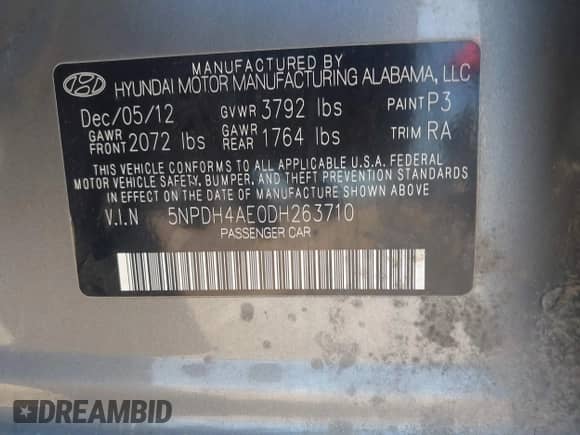 MANUFACTURED BY
HYUNDAI MOTOR MANUFACTURING ALABAMA, LLC
Dec/05/12 GVWR 3792 lbs PAINT P3
GAWR FRONT 2072 lbs GAWR REAR 1764 lbs TRIM RA
THIS VEHICLE CONFORMS TO ALL APPLICABLE U.S.A. FEDERAL
MOTOR VEHICLE SAFETY, BUMPER, AND THEFT PREVENTION STANDARDS
IN EFFECT ON THE DATE OF MANUFACTURE SHOWN ABOVE.
V.I.N 5NPDH4AE0DH263710
PASSENGER CAR
DREAMBID